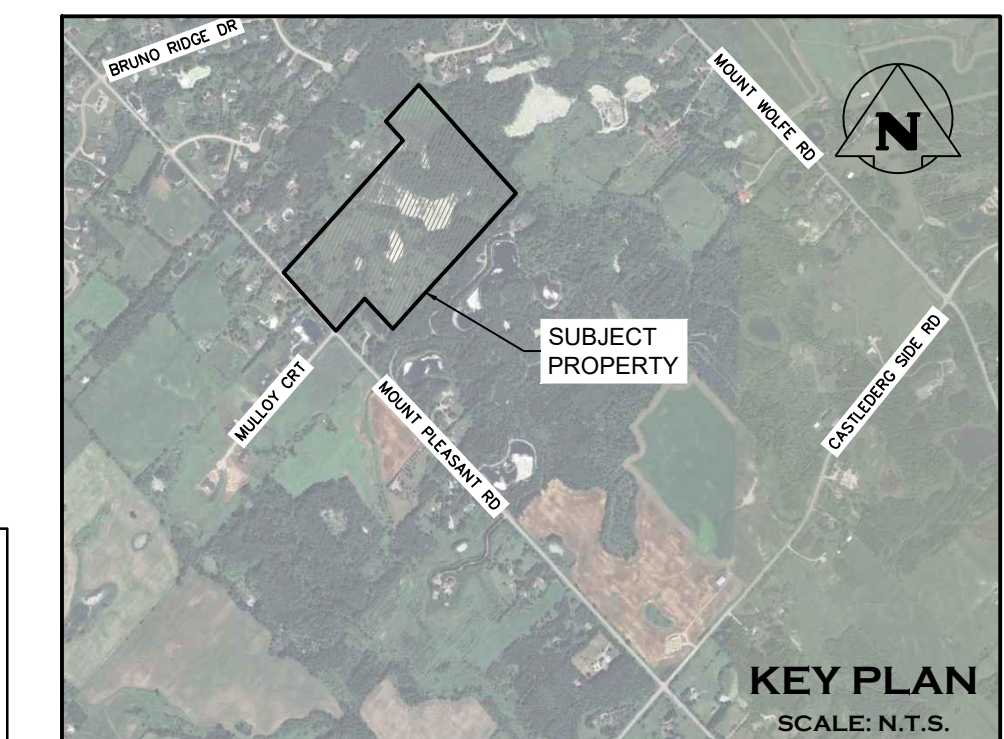 BRUNO RIDGE DR
MOUNT WOLFE RD
N
SUBJECT
PROPERTY
MULLOY CRT
MOUNT PLEASANT RD
CASTLEDERG SIDE RD
KEY PLAN
SCALE: N.T.S.